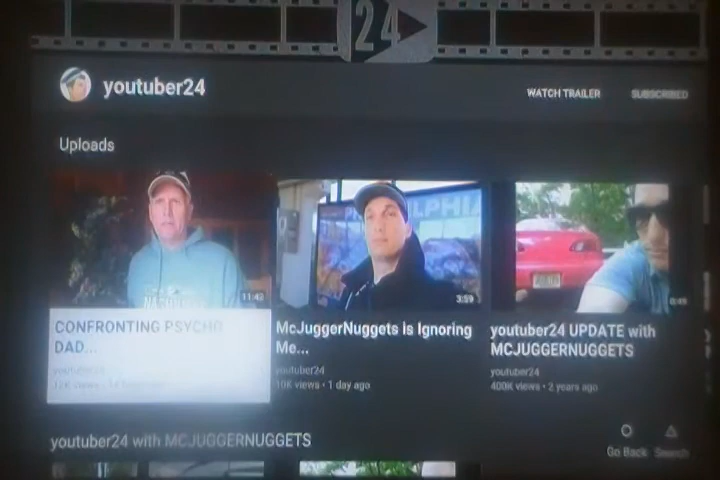 24
youtuber24
WATCH TRAILER
SUBSCRIBED
Uploads
11:42
3:59
0:49
CONFRONTING PSYCHO
DAD...
McJuggerNuggets is Ignoring
Me...
youtuber24
10K views • 1 day ago
youtuber24 UPDATE with
MCJUGGERNUGGETS
youtuber24
400K views • 2 years ago
youtuber24 with MCJUGGERNUGGETS
Go Back
Search